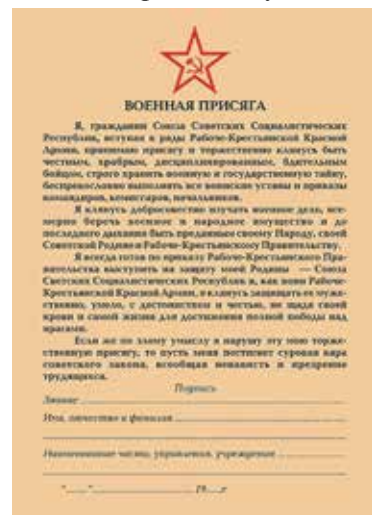 ВОЕННАЯ ПРИСЯГА
Я, гражданин Союза Советских Социалистических
Республик, вступая в ряды Рабоче-Крестьянской Красной
Армии, принимаю присягу и торжественно клянусь быть
честным, храбрым, дисциплинированным, бдительным
бойцом, строго хранить военную и государственную тайну,
беспрекословно выполнять все воинские уставы и приказы
командиров, комиссаров, начальников.
Я клянусь добросовестно изучать военное дело, все-
мерно беречь военное и народное имущество и до
последнего дыхания быть преданным своему Народу, своей
Советской Родине и Рабоче-Крестьянскому Правительству.
Я всегда готов по приказу Рабоче-Крестьянского Пра-
вительства выступить на защиту моей Родины — Союза
Светских Социалистических Республик и, как воин Рабоче-
Крестьянской Красной Армии, я клянусь защищать ее муже-
ственно, умело, с достоинством и честью, не щадя своей
крови и самой жизни для достижения полной победы над
врагами.
Если же по злому умыслу я нарушу эту мою торже-
ственную присягу, то пусть меня постигнет суровая кара
советского закона, всеобщая ненависть и презрение
трудящихся.
Подпись
Звание
Имя, отчество и фамилия
Наименование части, управления, учреждения
"......"..............................19.....г